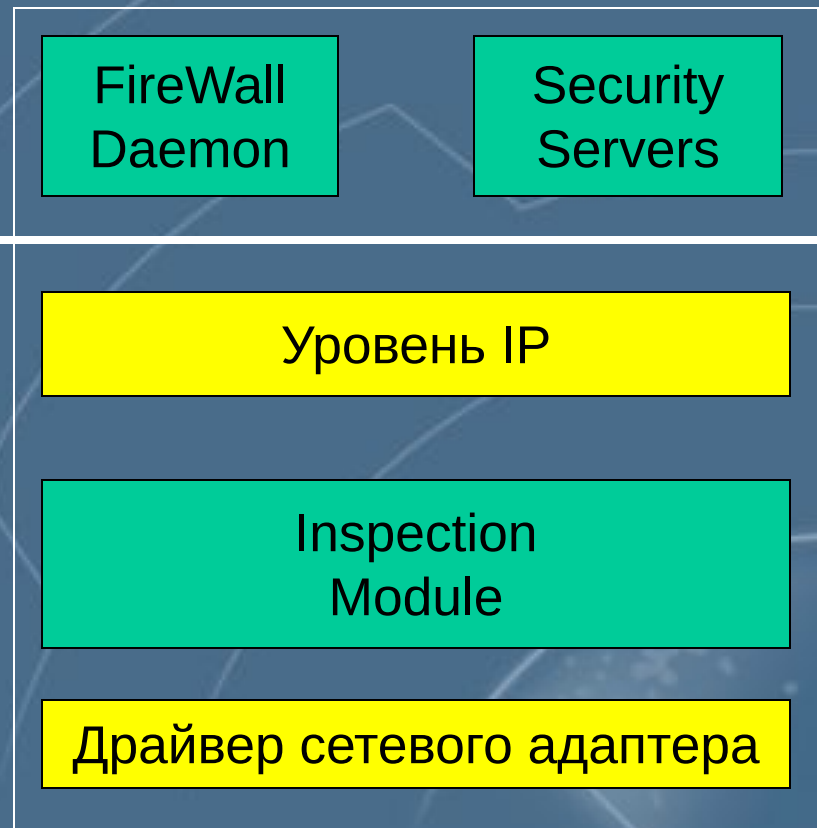 FireWall
Daemon
Security
Servers
Уровень IP
Inspection
Module
Драйвер сетевого адаптера